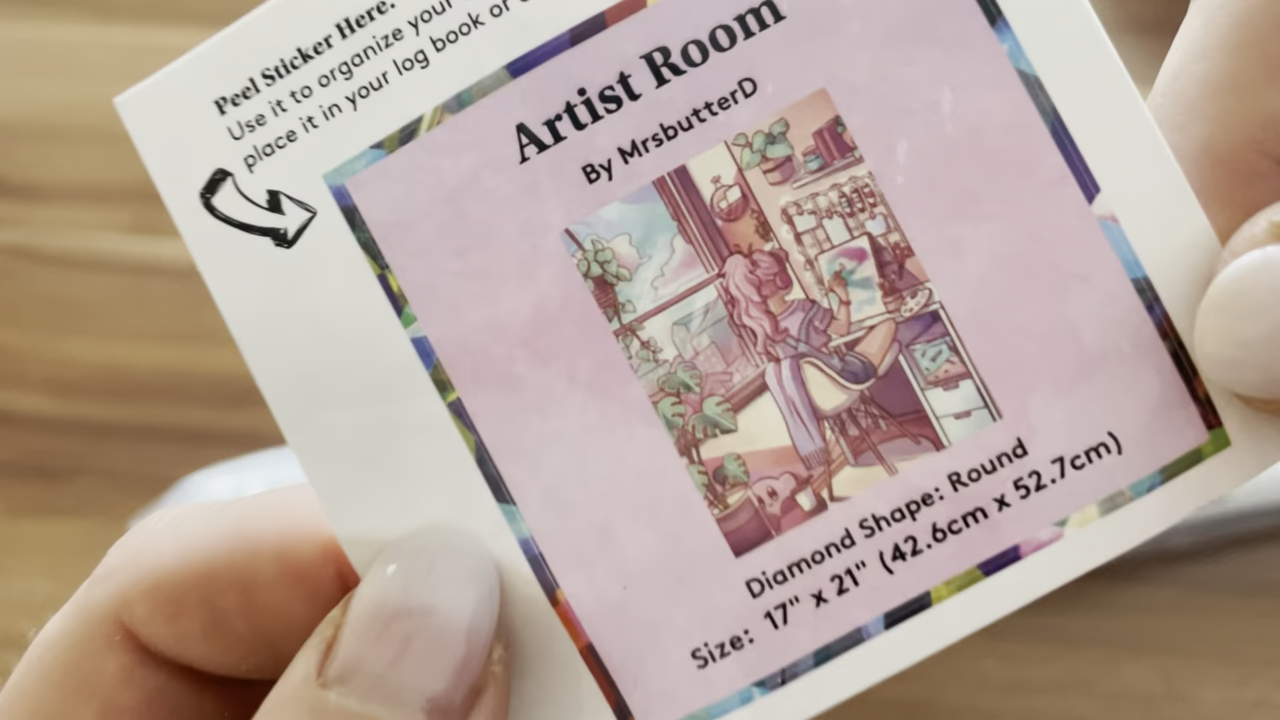 Peel Sticker Here.
Use it to organize your
place it in your log book or
Artist Room
By MrsbutterD
Diamond Shape: Round
Size: 17" x 21" (42.6cm x 52.7cm)